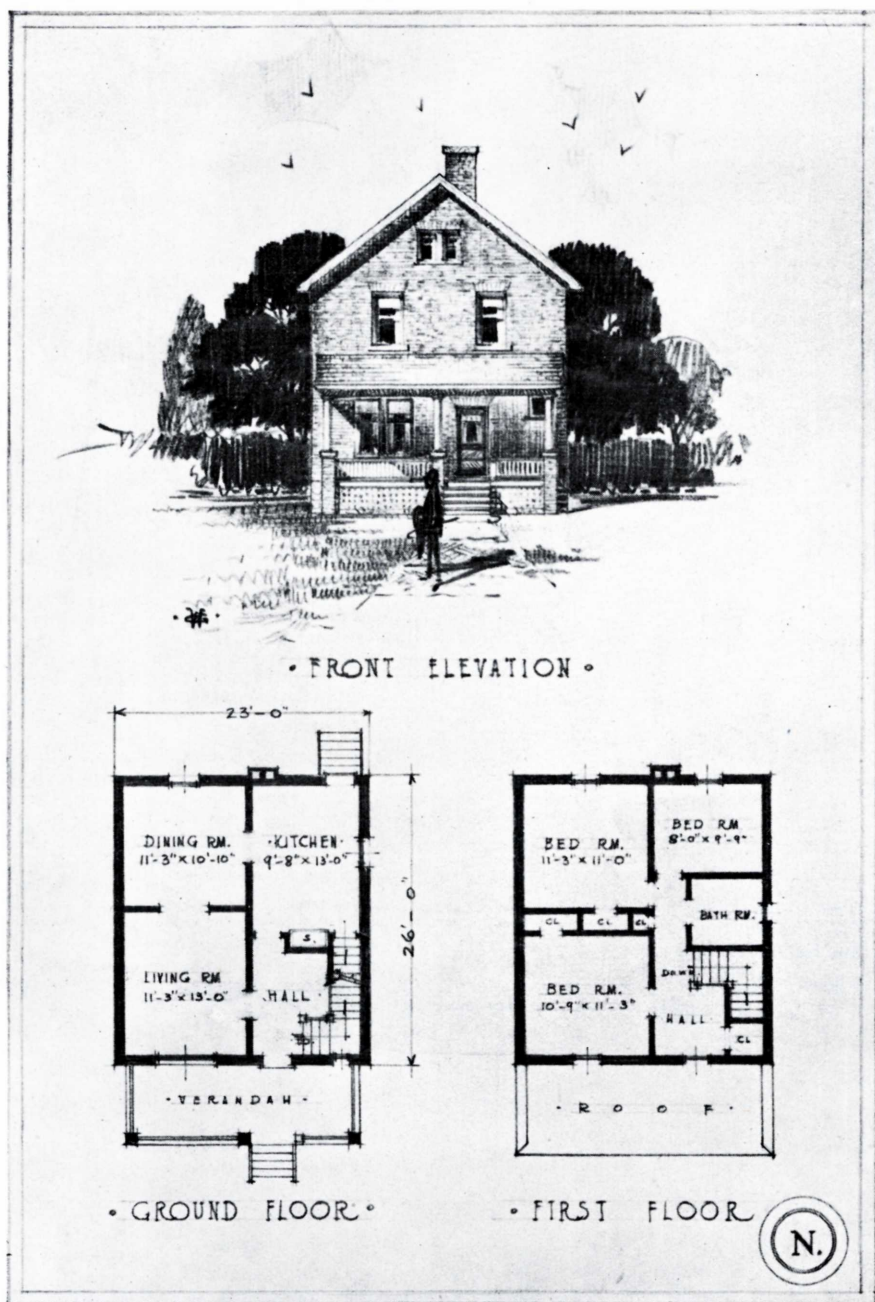 · FRONT ELEVATION ·
23'-0"
DINING RM.
11'-3" x 10'-10"
·KITCHEN·
9'-8" x 13'-0"
S.
LIVING RM
11'-3" x 13'-0"
·HALL·
26'-0"
·VERANDAH·
· GROUND FLOOR ·
BED RM.
11'-3" x 11'-0"
BED RM
8'-0" x 9'-9"
CL.
CL.
CL
BATH RM.
DOWN
BED RM.
10'-9" x 11'-3"
HALL
CL
· ROOF ·
· FIRST FLOOR
N.